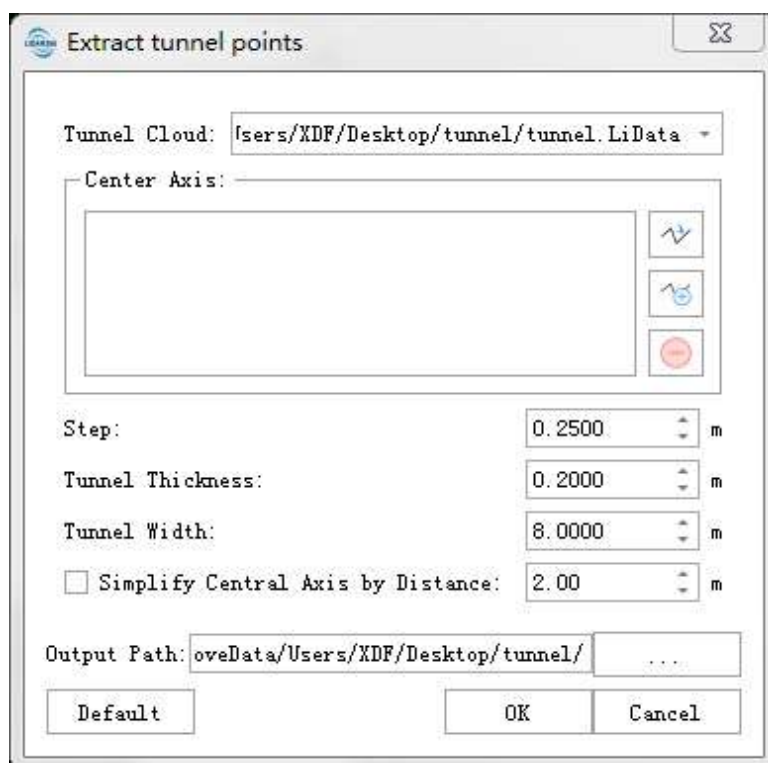 Extract tunnel points
Tunnel Cloud: sers/XDF/Desktop/tunnel/tunnel.LiData
Center Axis:
Step: 0.2500 m
Tunnel Thickness: 0.2000 m
Tunnel Width: 8.0000 m
Simplify Central Axis by Distance: 2.00 m
Output Path: oveData/Users/XDF/Desktop/tunnel/ ...
Default OK Cancel